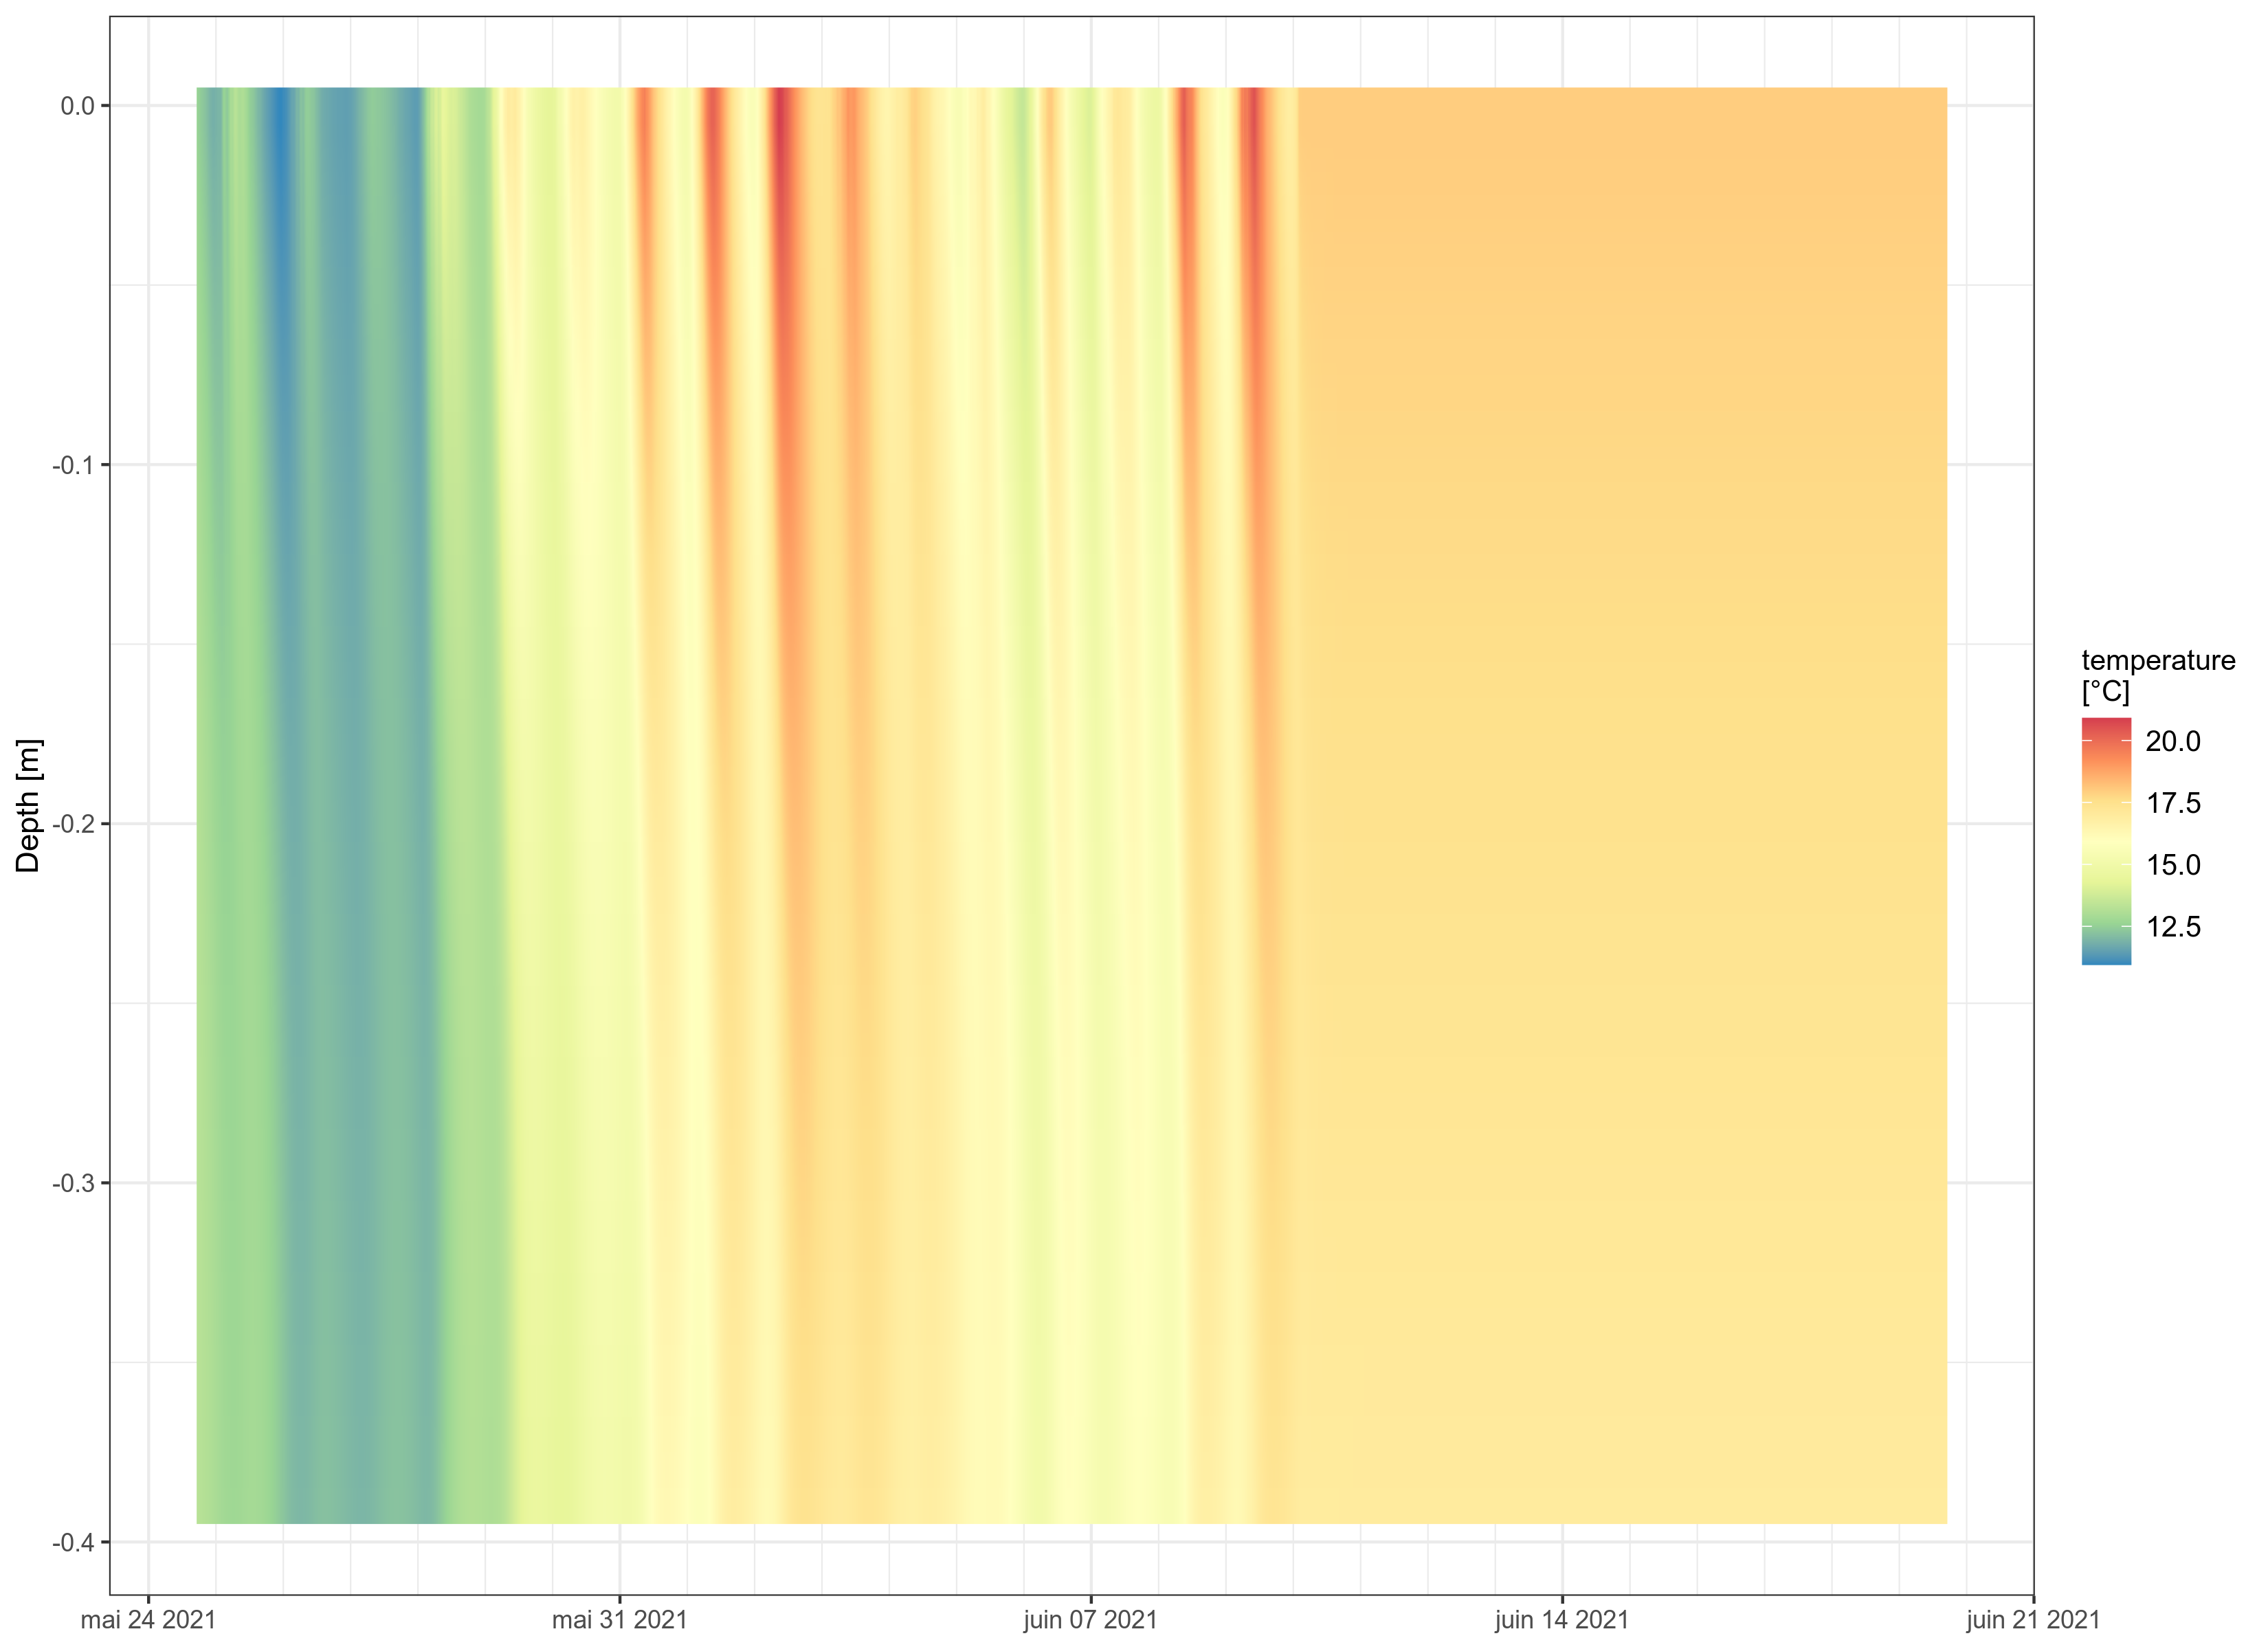 0.0
-0.1
-0.2
-0.3
-0.4
Depth [m]
mai 24 2021
mai 31 2021
juin 07 2021
juin 14 2021
juin 21 2021
temperature
[°C]
20.0
17.5
15.0
12.5